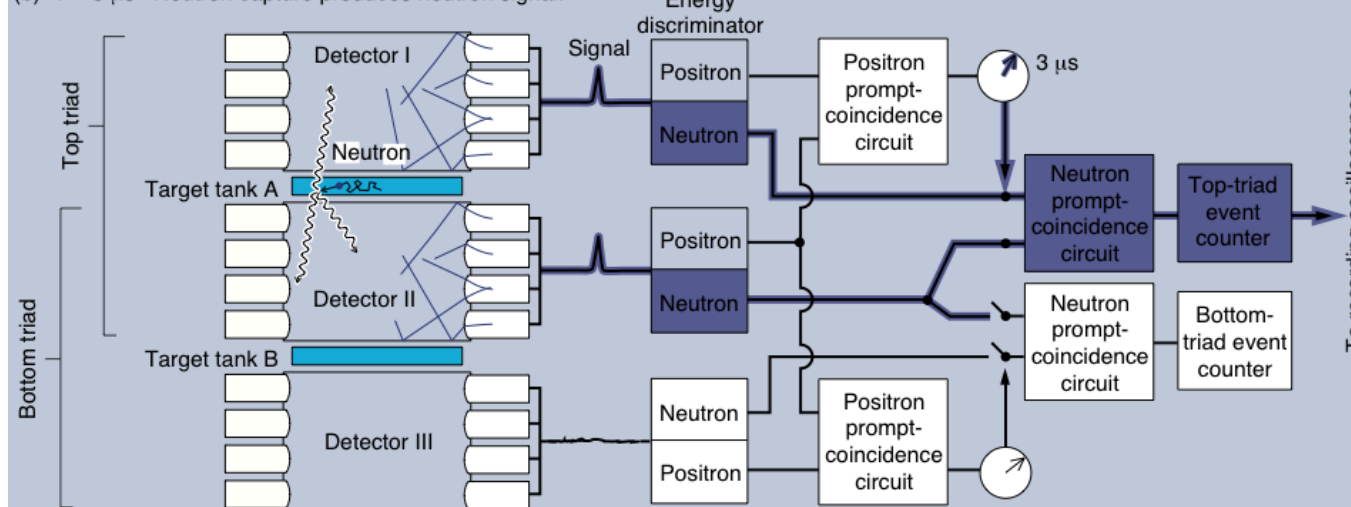 Energy
discriminator
Top triad
Detector I
Signal
Positron
Neutron
Positron
prompt-
coincidence
circuit
3 μs
Neutron
Target tank A
Neutron
prompt-
coincidence
circuit
Top-triad
event
counter
Positron
Neutron
Detector II
Bottom triad
Target tank B
Neutron
prompt-
coincidence
circuit
Bottom-
triad event
counter
Detector III
Neutron
Positron
Positron
prompt-
coincidence
circuit